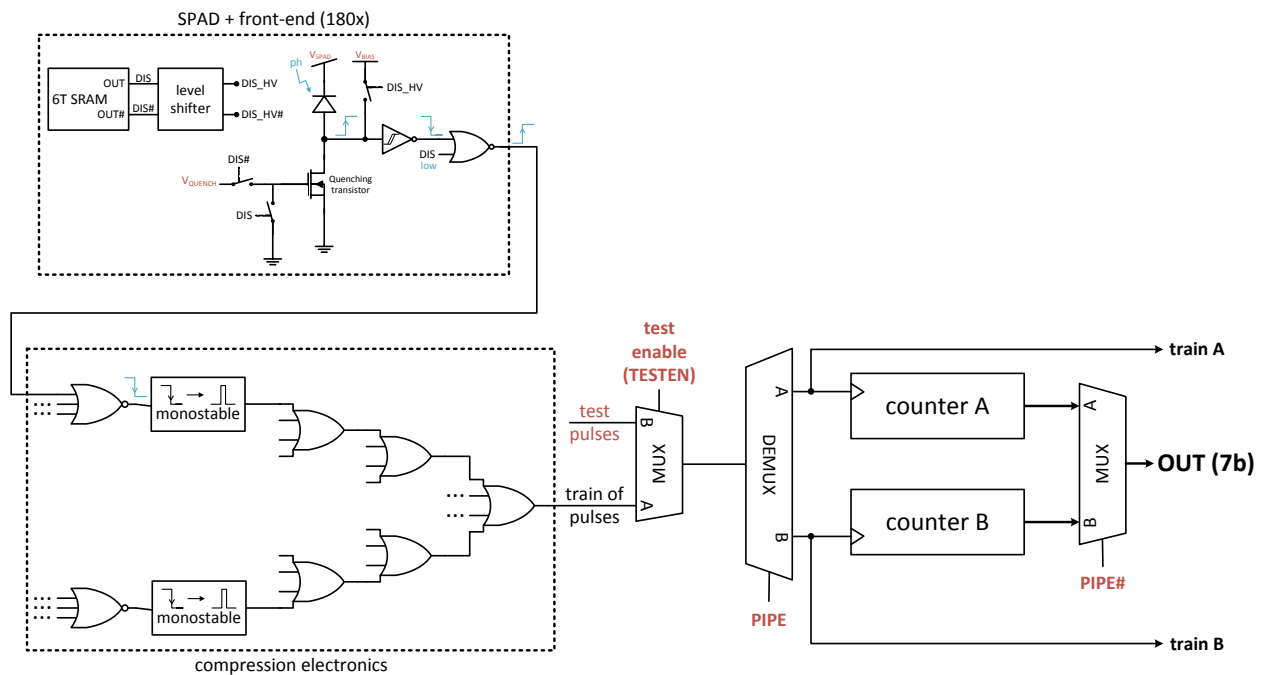 SPAD + front-end (180x)
6T SRAM
OUT
OUT#
DIS
DIS#
level
shifter
DIS_HV
DIS_HV#
ph
VSPAD
VBIAS
DIS_HV
DIS#
VQUENCH
DIS
Quenching
transistor
DIS
low
monostable
monostable
compression electronics
train of
pulses
test
pulses
test
enable
(TESTEN)
B
MUX
A
A
DEMUX
B
PIPE
train A
counter A
counter B
A
MUX
B
PIPE#
OUT (7b)
train B